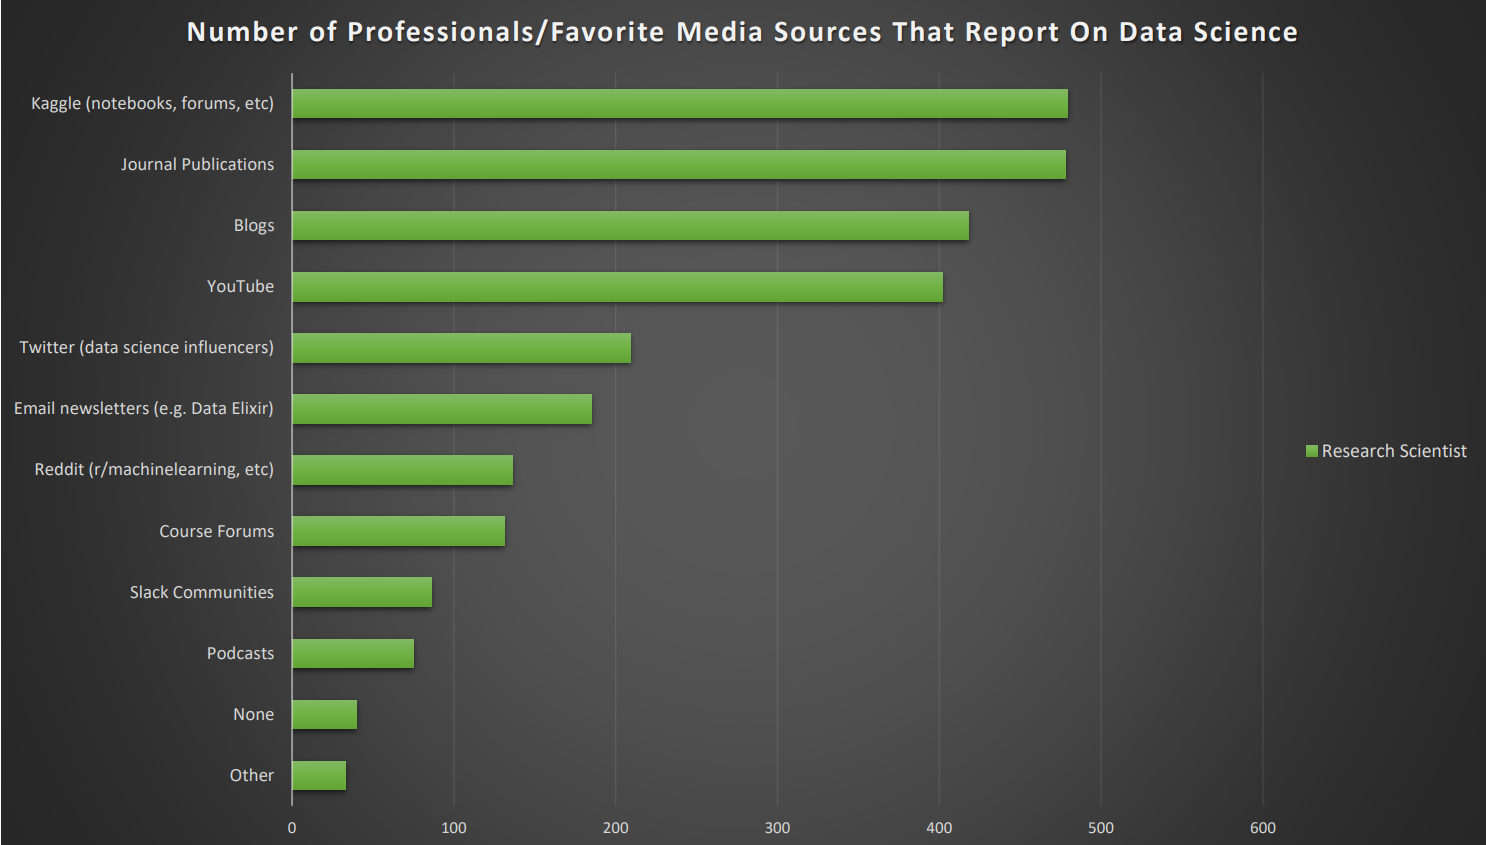 Number of Professionals/Favorite Media Sources That Report On Data Science
Kaggle (notebooks, forums, etc)
Journal Publications
Blogs
YouTube
Twitter (data science influencers)
Email newsletters (e.g. Data Elixir)
Reddit (r/machinelearning, etc)
Course Forums
Slack Communities
Podcasts
None
Other
0 100 200 300 400 500 600
Research Scientist